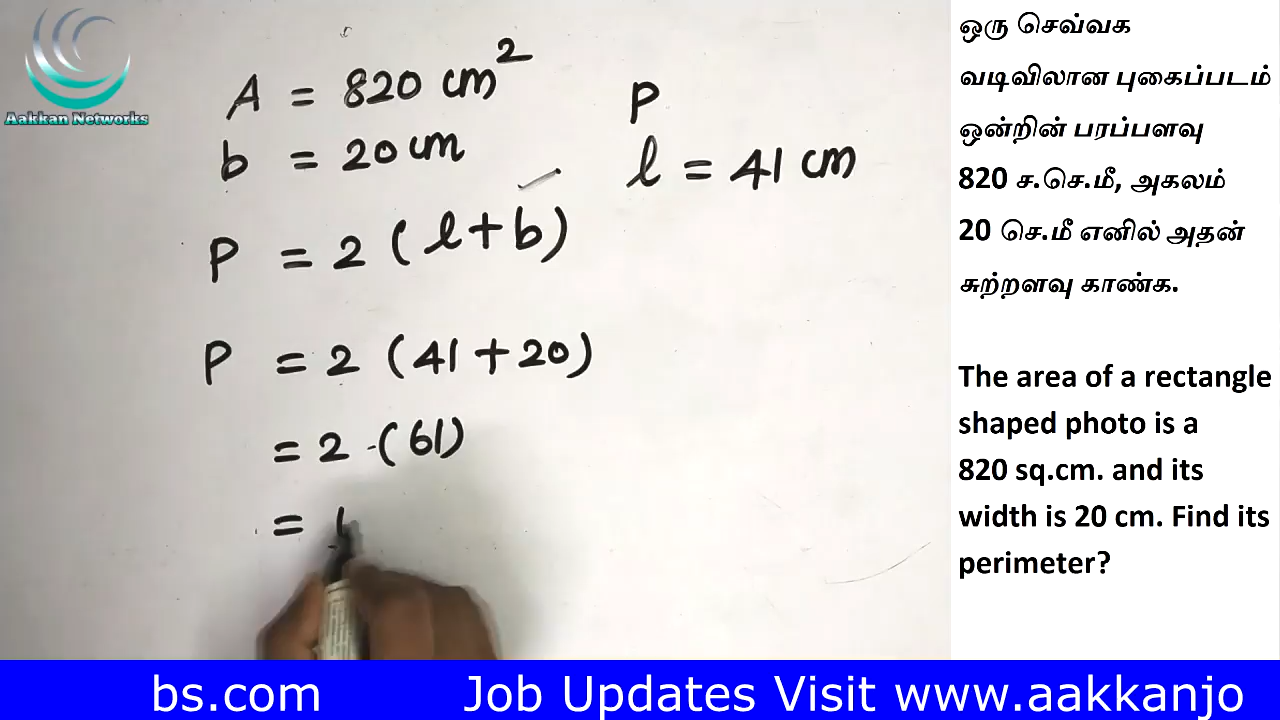 Aakkan Networks
A = 820 cm²
b = 20 cm
P
l = 41 cm
P = 2 (l+b)
P = 2 (41+20)
= 2 (61)
= 1
ஒரு செவ்வக
வடிவிலான புகைப்படம்
ஒன்றின் பரப்பளவு
820 ச.செ.மீ, அகலம்
20 செ.மீ எனில் அதன்
சுற்றளவு காண்க.
The area of a rectangle
shaped photo is a
820 sq.cm. and its
width is 20 cm. Find its
perimeter?
bs.com Job Updates Visit www.aakkanjo